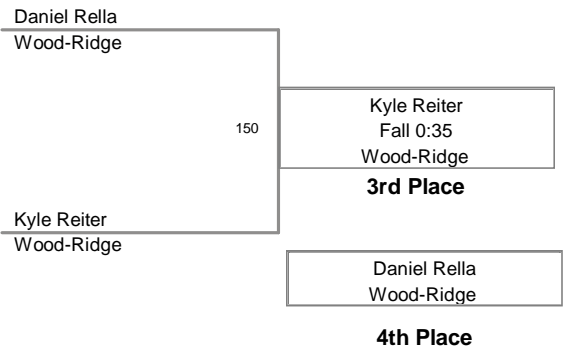 Daniel Rella
Wood-Ridge
150
Kyle Reiter
Fall 0:35
Wood-Ridge
3rd Place
Kyle Reiter
Wood-Ridge
Daniel Rella
Wood-Ridge
4th Place